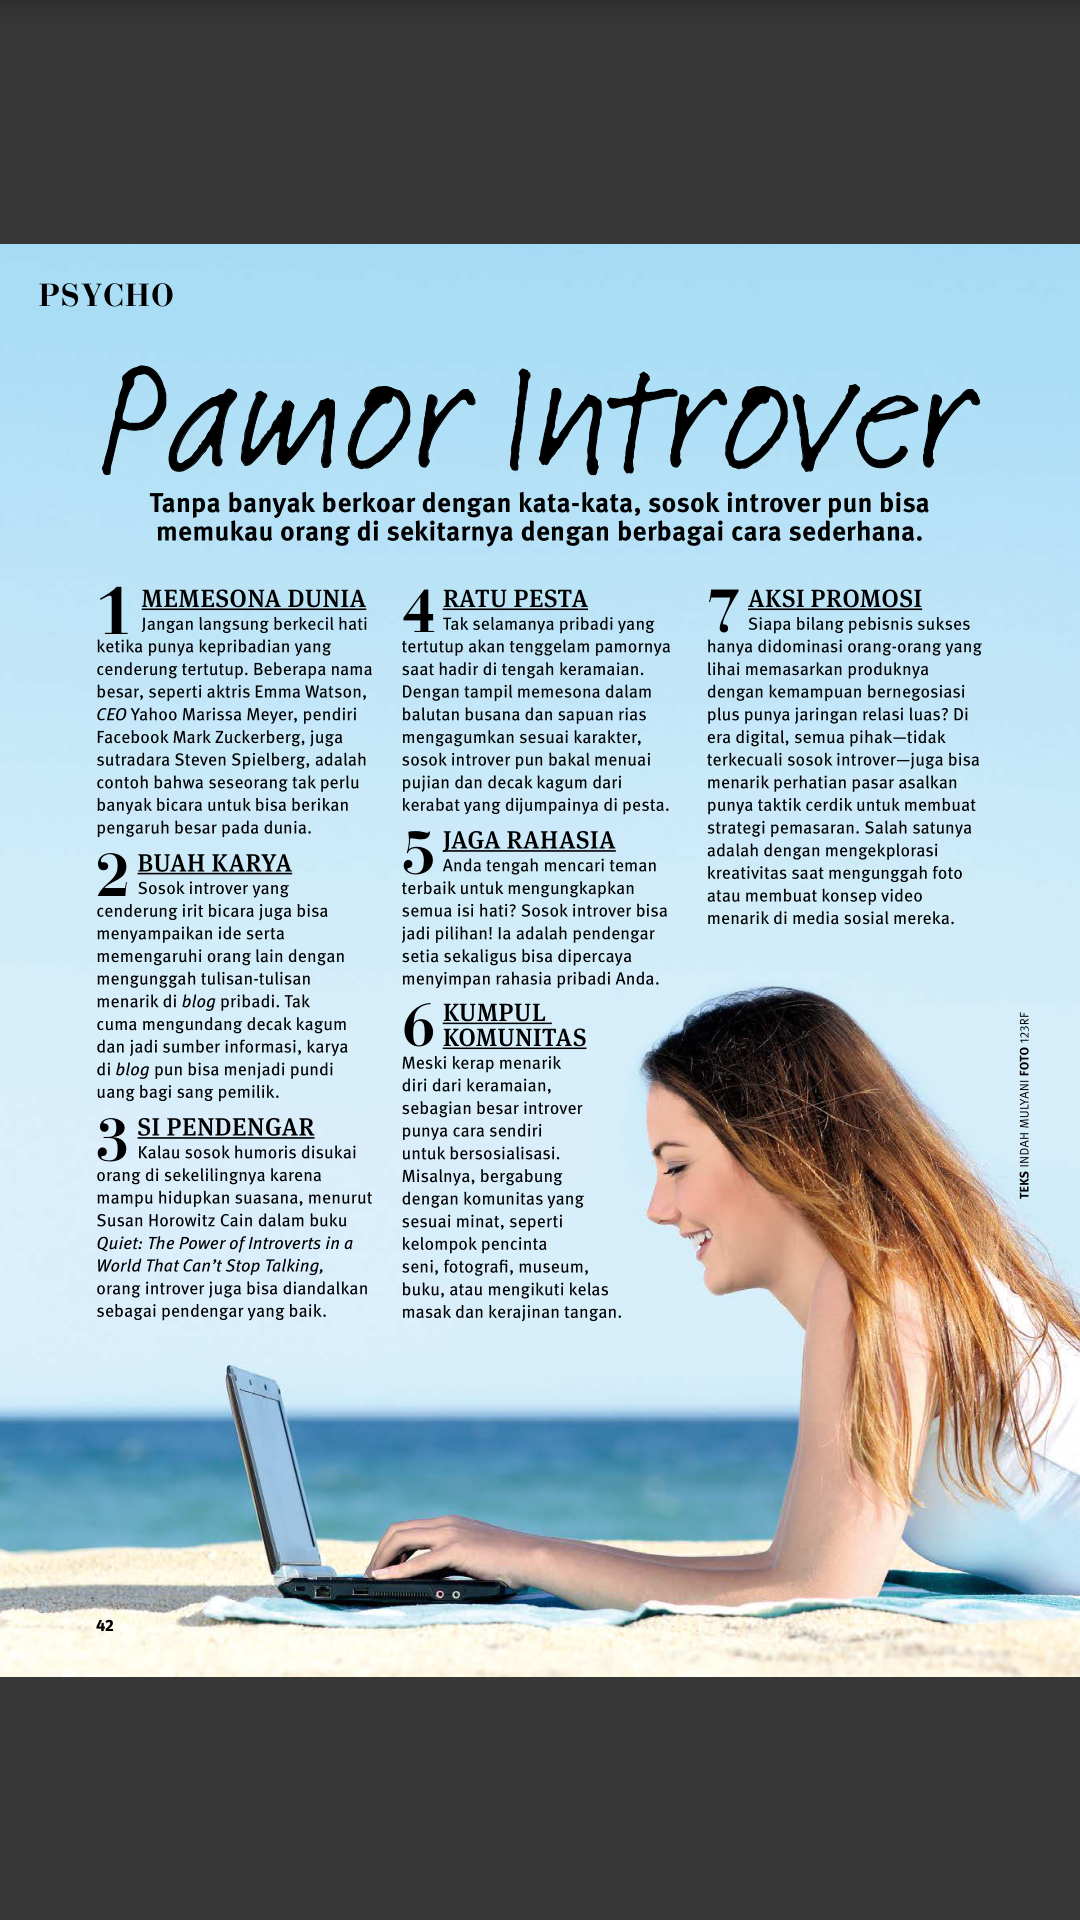 PSYCHO
Pamor Introver
Tanpa banyak berkoar dengan kata-kata, sosok introver pun bisa
memukau orang di sekitarnya dengan berbagai cara sederhana.
1 MEMESONA DUNIA
Jangan langsung berkecil hati
ketika punya kepribadian yang
cenderung tertutup. Beberapa nama
besar, seperti aktris Emma Watson,
CEO Yahoo Marissa Meyer, pendiri
Facebook Mark Zuckerberg, juga
sutradara Steven Spielberg, adalah
contoh bahwa seseorang tak perlu
banyak bicara untuk bisa berikan
pengaruh besar pada dunia.
2 BUAH KARYA
Sosok introver yang
cenderung irit bicara juga bisa
menyampaikan ide serta
memengaruhi orang lain dengan
mengunggah tulisan-tulisan
menarik di blog pribadi. Tak
cuma mengundang decak kagum
dan jadi sumber informasi, karya
di blog pun bisa menjadi pundi
uang bagi sang pemilik.
3 SI PENDENGAR
Kalau sosok humoris disukai
orang di sekelilingnya karena
mampu hidupkan suasana, menurut
Susan Horowitz Cain dalam buku
Quiet: The Power of Introverts in a
World That Can't Stop Talking,
orang introver juga bisa diandalkan
sebagai pendengar yang baik.
4 RATU PESTA
Tak selamanya pribadi yang
tertutup akan tenggelam pamornya
saat hadir di tengah keramaian.
Dengan tampil memesona dalam
balutan busana dan sapuan rias
mengagumkan sesuai karakter,
sosok introver pun bakal menuai
pujian dan decak kagum dari
kerabat yang dijumpainya di pesta.
5 JAGA RAHASIA
Anda tengah mencari teman
terbaik untuk mengungkapkan
semua isi hati? Sosok introver bisa
jadi pilihan! Ia adalah pendengar
setia sekaligus bisa dipercaya
menyimpan rahasia pribadi Anda.
6 KUMPUL
KOMUNITAS
Meski kerap menarik
diri dari keramaian,
sebagian besar introver
punya cara sendiri
untuk bersosialisasi.
Misalnya, bergabung
dengan komunitas yang
sesuai minat, seperti
kelompok pencinta
seni, fotografi, museum,
buku, atau mengikuti kelas
masak dan kerajinan tangan.
7 AKSI PROMOSI
Siapa bilang pebisnis sukses
hanya didominasi orang-orang yang
lihai memasarkan produknya
dengan kemampuan bernegosiasi
plus punya jaringan relasi luas? Di
era digital, semua pihak—tidak
terkecuali sosok introver—juga bisa
menarik perhatian pasar asalkan
punya taktik cerdik untuk membuat
strategi pemasaran. Salah satunya
adalah dengan mengekplorasi
kreativitas saat mengunggah foto
atau membuat konsep video
menarik di media sosial mereka.
TEKS INDAH MULYANI FOTO 123RF
42